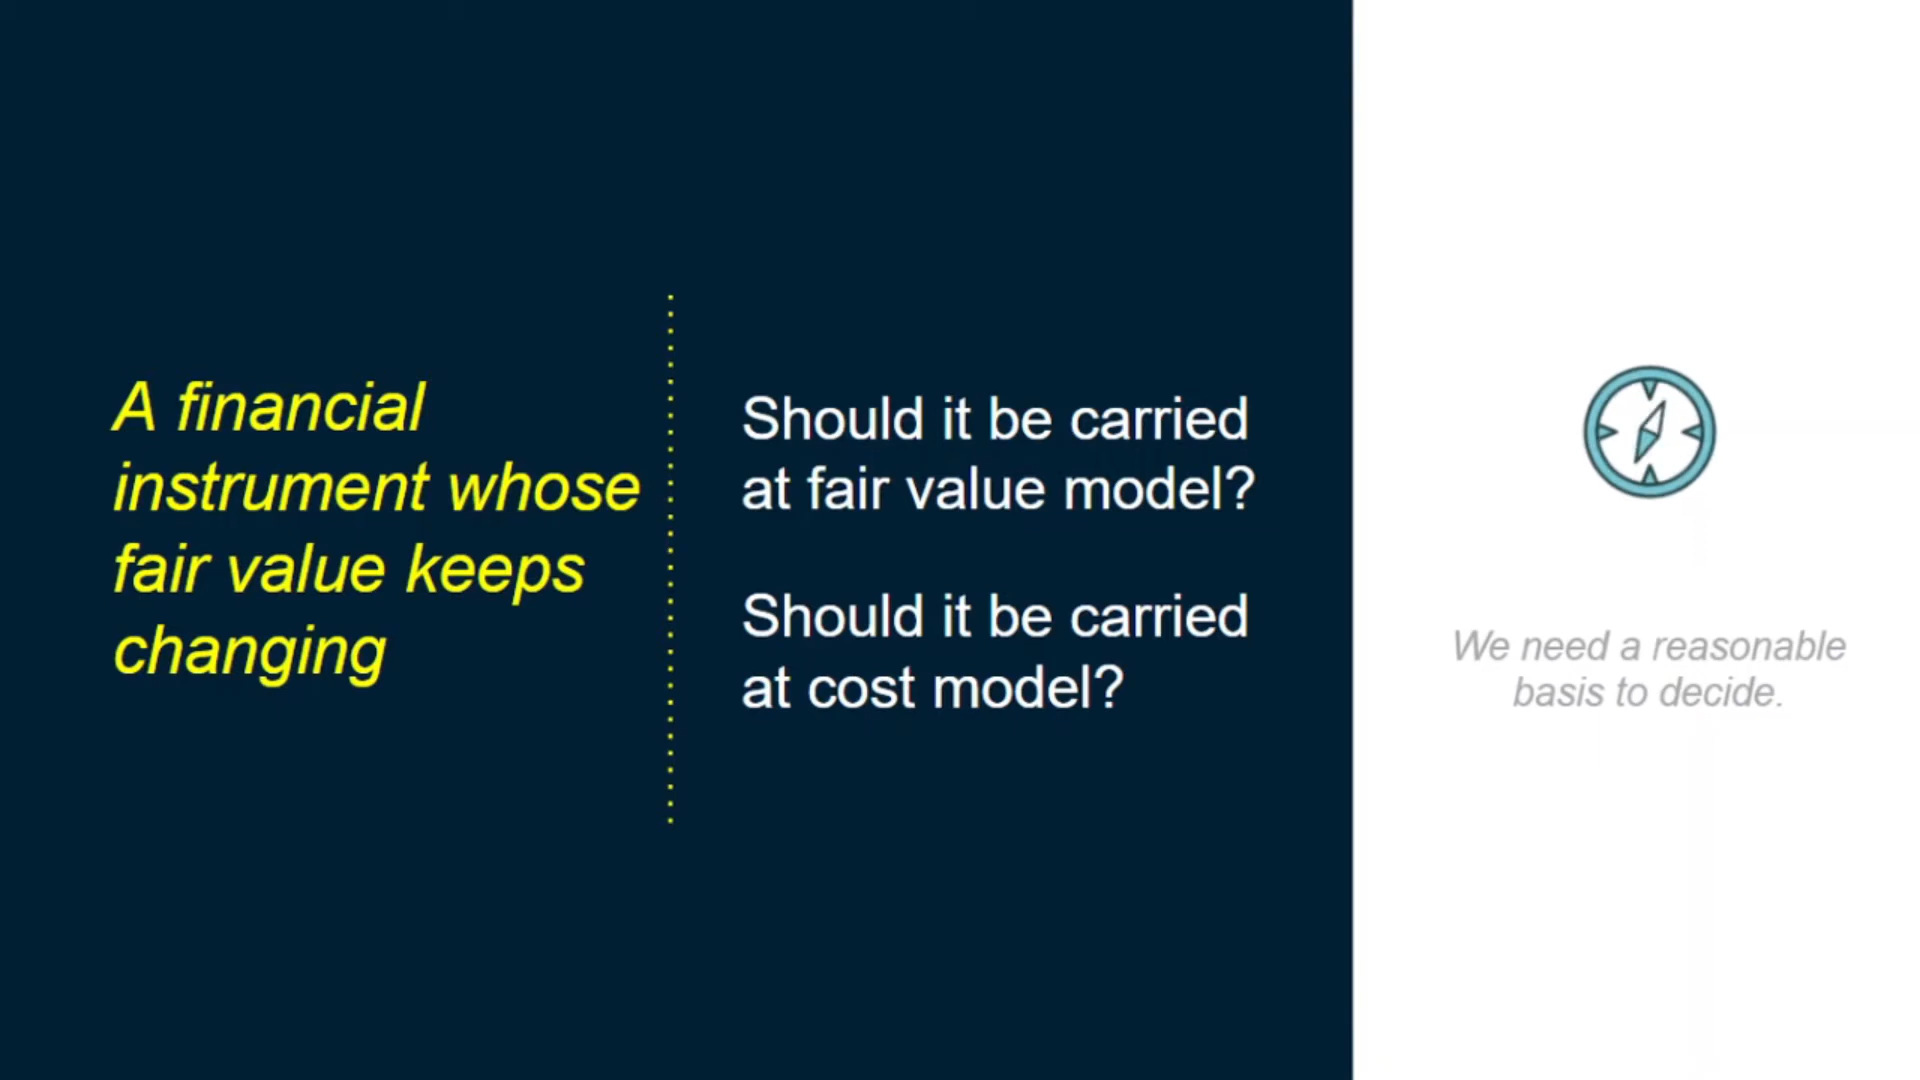 A financial
instrument whose
fair value keeps
changing
Should it be carried
at fair value model?
Should it be carried
at cost model?
We need a reasonable
basis to decide.